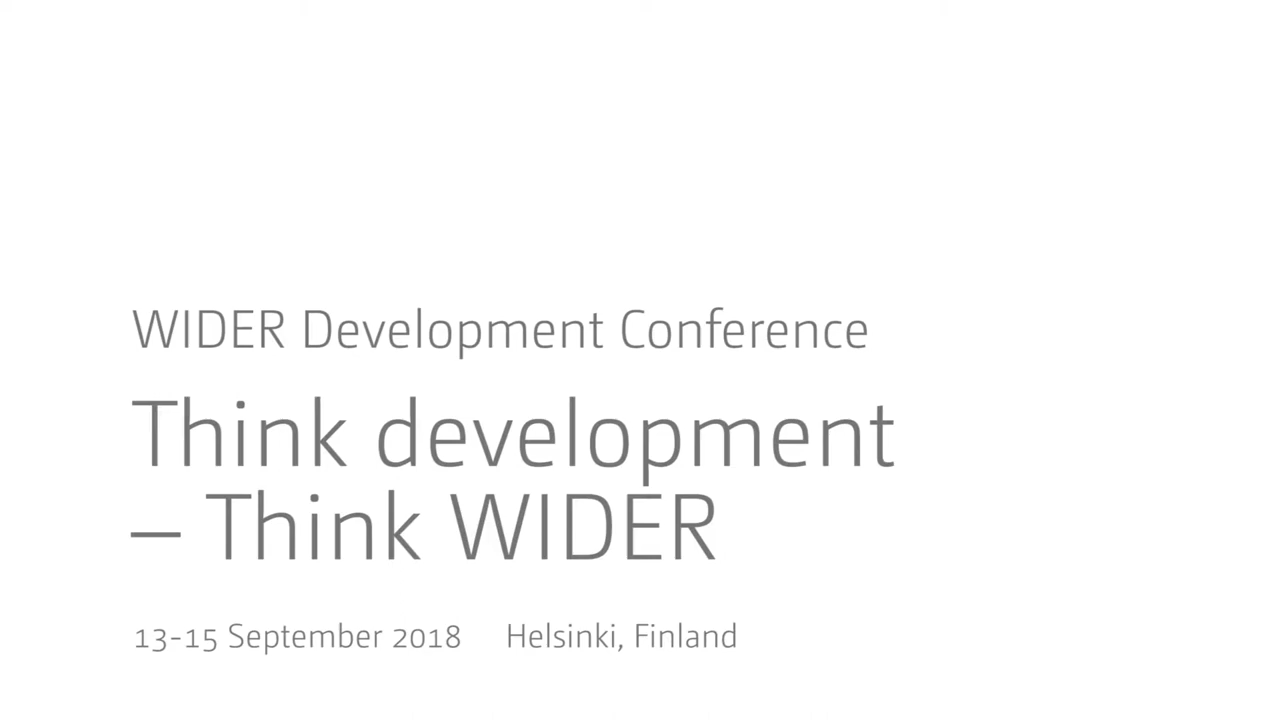 WIDER Development Conference
Think development
– Think WIDER
13-15 September 2018 Helsinki, Finland